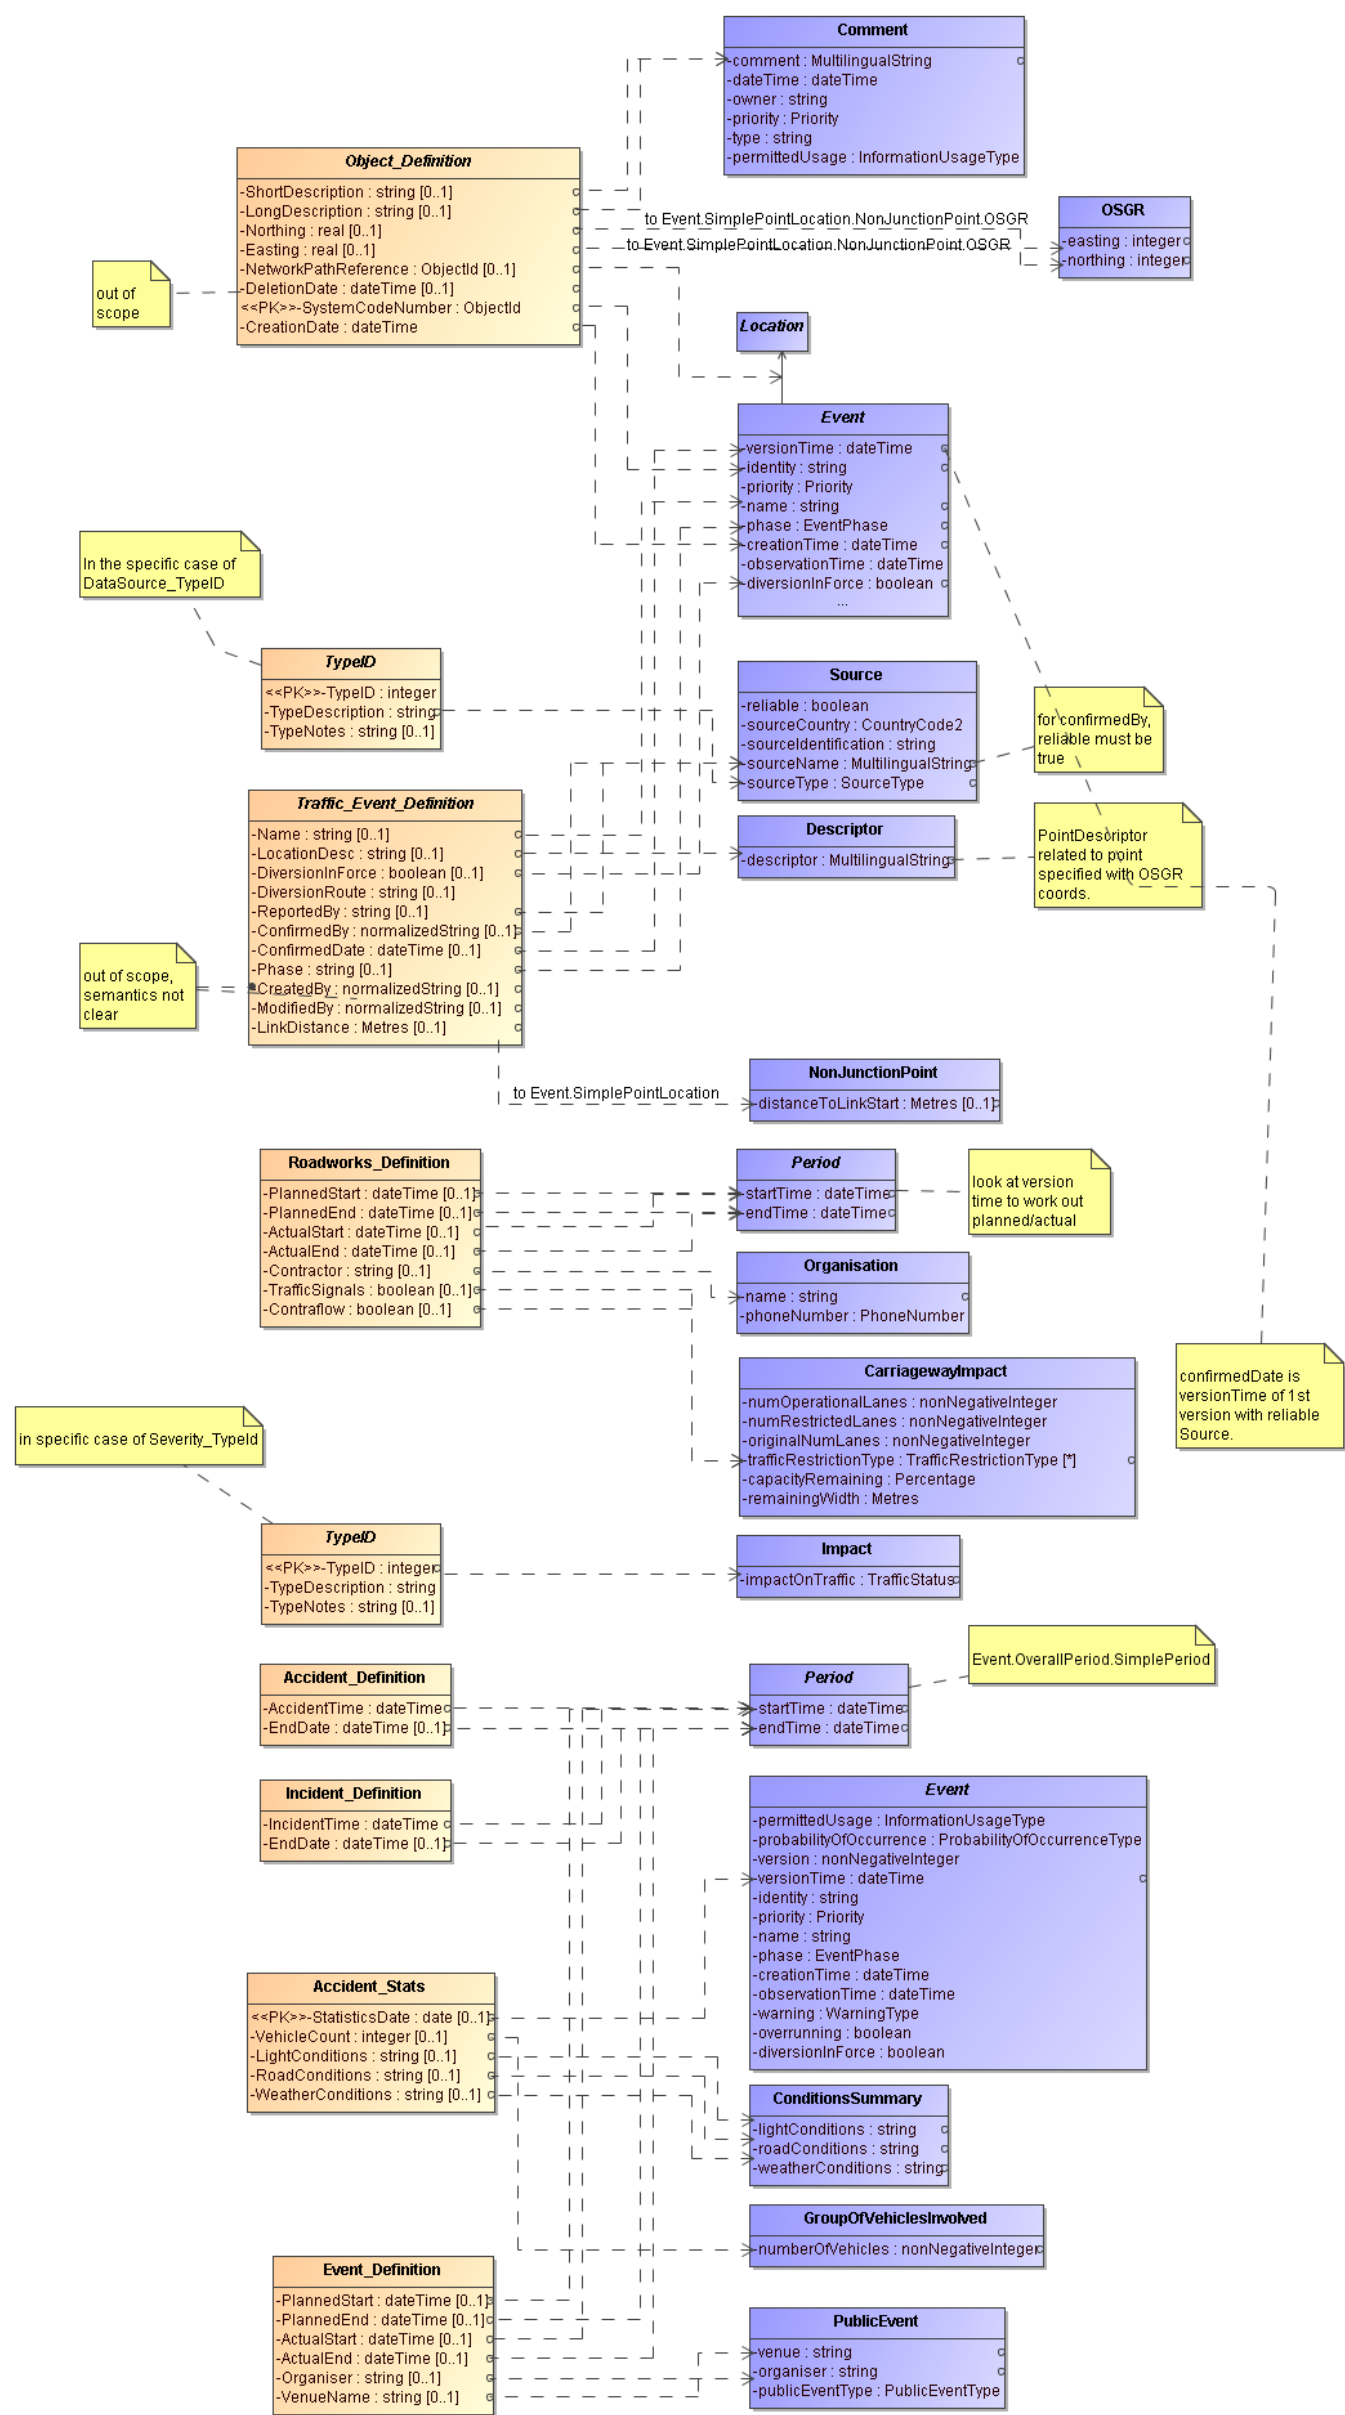 Comment
-comment : MultilingualString
-dateTime : dateTime
-owner : string
-priority : Priority
-type : string
-permittedUsage : InformationUsageType
Object_Definition
-ShortDescription : string [0..1]
-LongDescription : string [0..1]
-Northing : real [0..1]
-Easting : real [0..1]
-NetworkPathReference : ObjectId [0..1]
-DeletionDate : dateTime [0..1]
<<PK>>-SystemCodeNumber : ObjectId
-CreationDate : dateTime
to Event.SimplePointLocation.NonJunctionPoint.OSGR
to Event.SimplePointLocation.NonJunctionPoint.OSGR
OSGR
-easting : integer
-northing : integer
out of
scope
Location
Event
-versionTime : dateTime
-identity : string
-priority : Priority
-name : string
-phase : EventPhase
-creationTime : dateTime
-observationTime : dateTime
-diversionInForce : boolean
...
In the specific case of
DataSource_TypeID
TypeID
<<PK>>-TypeID : integer
-TypeDescription : string
-TypeNotes : string [0..1]
Source
-reliable : boolean
-sourceCountry : CountryCode2
-sourceIdentification : string
-sourceName : MultilingualString
-sourceType : SourceType
for confirmedBy,
reliable must be
true
Traffic_Event_Definition
-Name : string [0..1]
-LocationDesc : string [0..1]
-DiversionInForce : boolean [0..1]
-DiversionRoute : string [0..1]
-ReportedBy : string [0..1]
-ConfirmedBy : normalizedString [0..1]
-ConfirmedDate : dateTime [0..1]
-Phase : string [0..1]
-CreatedBy : normalizedString [0..1]
-ModifiedBy : normalizedString [0..1]
-LinkDistance : Metres [0..1]
Descriptor
-descriptor : MultilingualString
PointDescriptor
related to point
specified with OSGR
coords.
out of scope,
semantics not
clear
to Event.SimplePointLocation
NonJunctionPoint
-distanceToLinkStart : Metres [0..1]
Roadworks_Definition
-PlannedStart : dateTime [0..1]
-PlannedEnd : dateTime [0..1]
-ActualStart : dateTime [0..1]
-ActualEnd : dateTime [0..1]
-Contractor : string [0..1]
-TrafficSignals : boolean [0..1]
-Contraflow : boolean [0..1]
Period
-startTime : dateTime
-endTime : dateTime
look at version
time to work out
planned/actual
Organisation
-name : string
-phoneNumber : PhoneNumber
CarriagewayImpact
-numOperationalLanes : nonNegativeInteger
-numRestrictedLanes : nonNegativeInteger
-originalNumLanes : nonNegativeInteger
-trafficRestrictionType : TrafficRestrictionType [*]
-capacityRemaining : Percentage
-remainingWidth : Metres
confirmedDate is
versionTime of 1st
version with reliable
Source.
in specific case of Severity_TypeId
TypeID
<<PK>>-TypeID : integer
-TypeDescription : string
-TypeNotes : string [0..1]
Impact
-impactOnTraffic : TrafficStatus
Event.OverallPeriod.SimplePeriod
Accident_Definition
-AccidentTime : dateTime
-EndDate : dateTime [0..1]
Period
-startTime : dateTime
-endTime : dateTime
Incident_Definition
-IncidentTime : dateTime
-EndDate : dateTime [0..1]
Event
-permittedUsage : InformationUsageType
-probabilityOfOccurrence : ProbabilityOfOccurrenceType
-version : nonNegativeInteger
-versionTime : dateTime
-identity : string
-priority : Priority
-name : string
-phase : EventPhase
-creationTime : dateTime
-observationTime : dateTime
-warning : WarningType
-overrunning : boolean
-diversionInForce : boolean
Accident_Stats
<<PK>>-StatisticsDate : date [0..1]
-VehicleCount : integer [0..1]
-LightConditions : string [0..1]
-RoadConditions : string [0..1]
-WeatherConditions : string [0..1]
ConditionsSummary
-lightConditions : string
-roadConditions : string
-weatherConditions : string
GroupOfVehiclesInvolved
-numberOfVehicles : nonNegativeInteger
Event_Definition
-PlannedStart : dateTime [0..1]
-PlannedEnd : dateTime [0..1]
-ActualStart : dateTime [0..1]
-ActualEnd : dateTime [0..1]
-Organiser : string [0..1]
-VenueName : string [0..1]
PublicEvent
-venue : string
-organiser : string
-publicEventType : PublicEventType